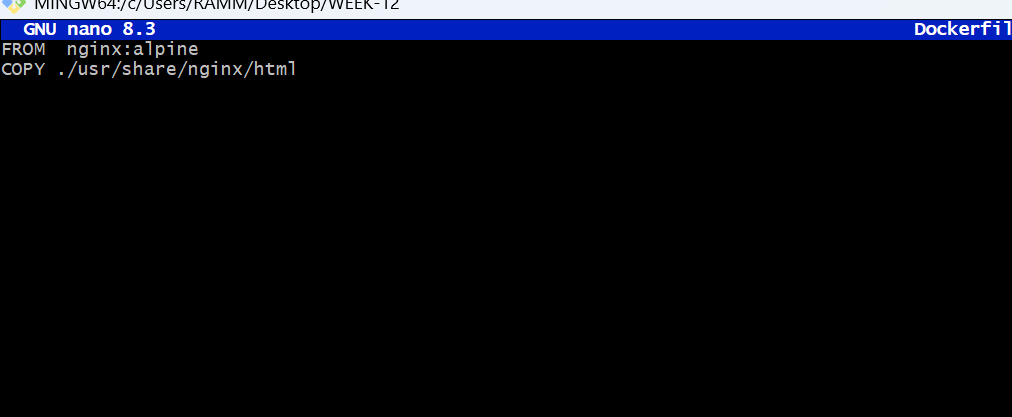 MINGW64:/c/Users/RAMM/Desktop/WEEK-12
GNU nano 8.3 Dockerfil
FROM  nginx:alpine
COPY ./usr/share/nginx/html